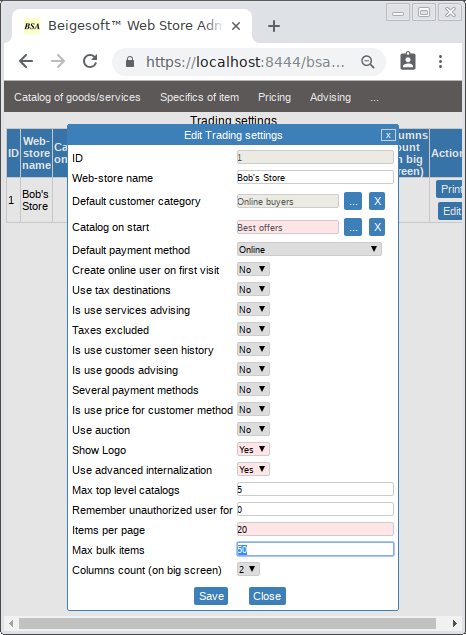 BSA Beigesoft™ Web Store Adm
https://localhost:8444/bsa...
Catalog of goods/services Specifics of item Pricing Advising ...
Trading settings
Edit Trading settings x
ID Web-store name Ca on umns ount n big reen) Action
1 Bob's Store Print Edit
ID 1
Web-store name Bob's Store
Default customer category Online buyers ... X
Catalog on start Best offers ... X
Default payment method Online
Create online user on first visit No
Use tax destinations No
Is use services advising No
Taxes excluded No
Is use customer seen history No
Is use goods advising No
Several payment methods No
Is use price for customer method No
Use auction No
Show Logo Yes
Use advanced internalization Yes
Max top level catalogs 5
Remember unauthorized user for 0
Items per page 20
Max bulk items 50
Columns count (on big screen) 2
Save Close